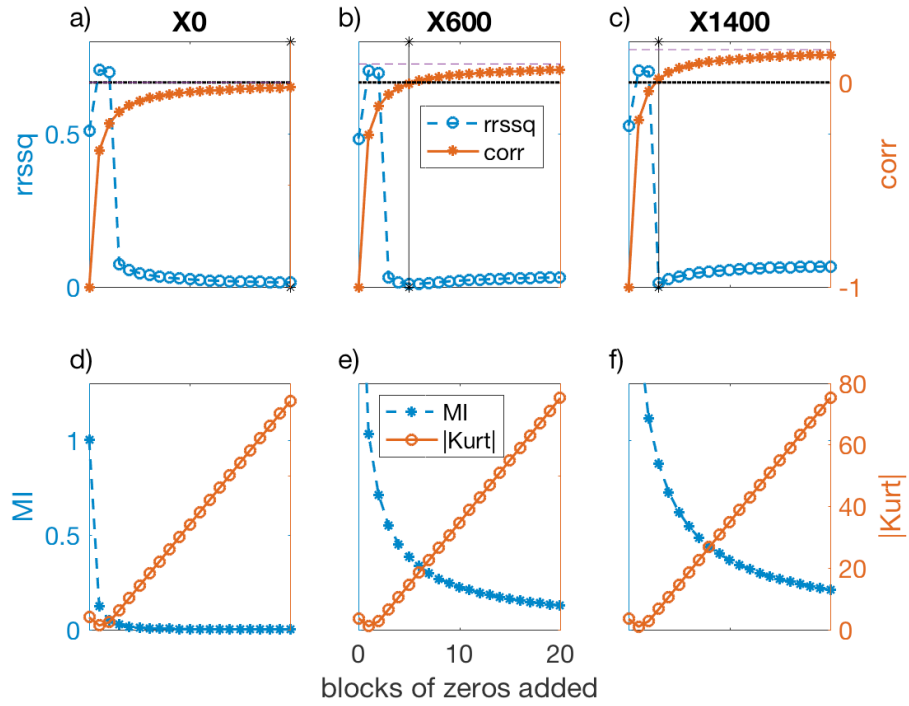 a) X0
b) X600
c) X1400
rrssq
0.5
0
rrssq
corr
0
-1
corr
d)
e)
f)
MI
1
0.5
0
MI
|Kurt|
80
60
40
20
0
|Kurt|
0 10 20
blocks of zeros added